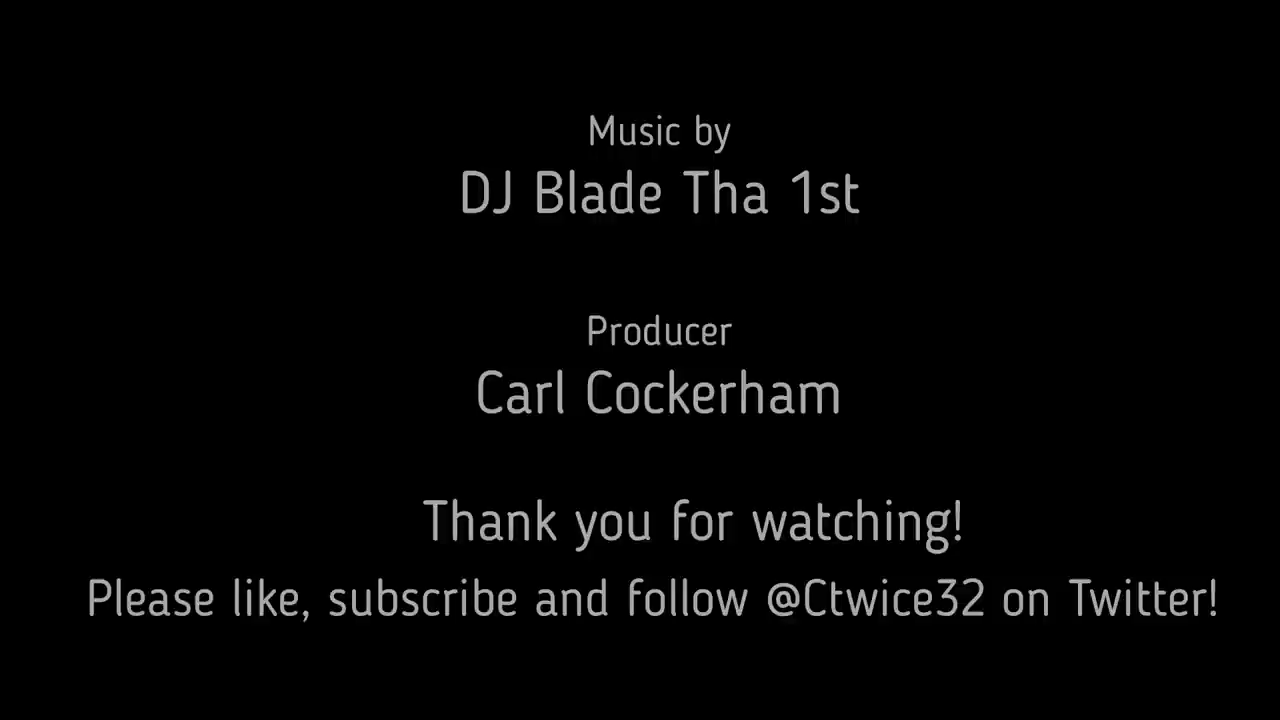 Music by
DJ Blade Tha 1st
Producer
Carl Cockerham
Thank you for watching!
Please like, subscribe and follow @Ctwice32 on Twitter!